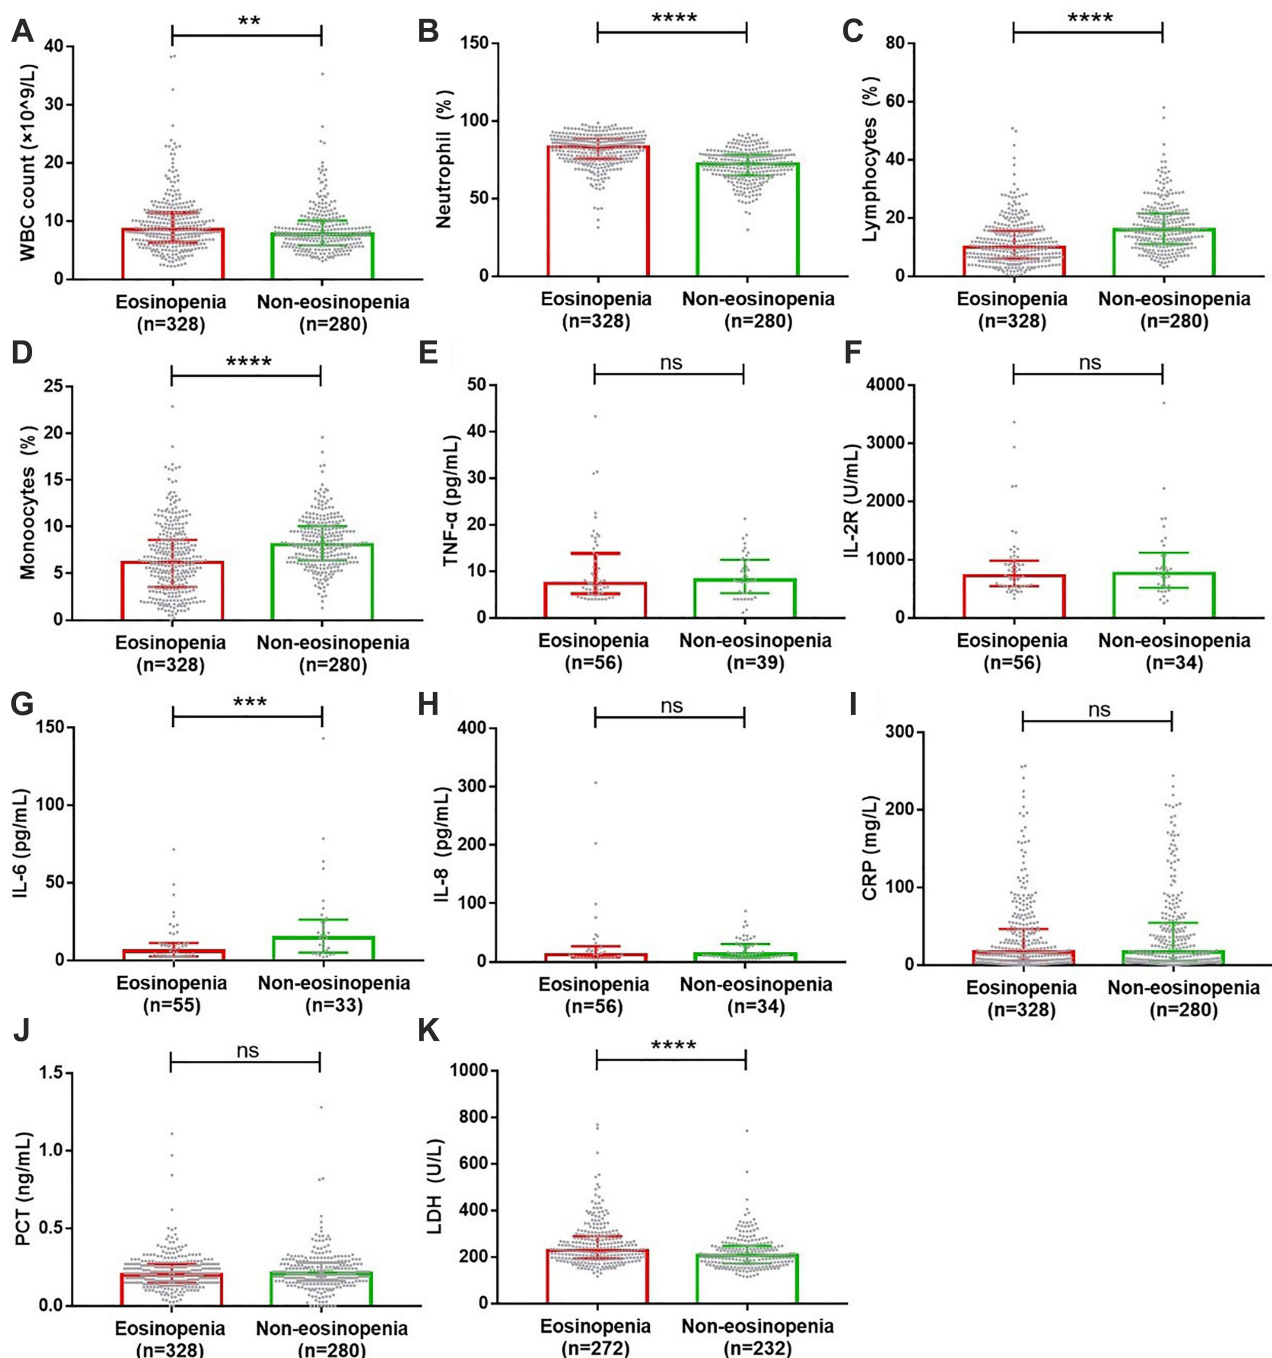 A
**
WBC count (×10^9/L)
40
30
20
10
0
Eosinopenia
(n=328)
Non-eosinopenia
(n=280)
B
****
Neutrophil (%)
150
100
50
0
Eosinopenia
(n=328)
Non-eosinopenia
(n=280)
C
****
Lymphocytes (%)
80
60
40
20
0
Eosinopenia
(n=328)
Non-eosinopenia
(n=280)
D
****
Monoocytes (%)
25
20
15
10
5
0
Eosinopenia
(n=328)
Non-eosinopenia
(n=280)
E
ns
TNF-α (pg/mL)
50
40
30
20
10
0
Eosinopenia
(n=56)
Non-eosinopenia
(n=39)
F
ns
IL-2R (U/mL)
4000
3000
2000
1000
0
Eosinopenia
(n=56)
Non-eosinopenia
(n=34)
G
***
IL-6 (pg/mL)
150
100
50
0
Eosinopenia
(n=55)
Non-eosinopenia
(n=33)
H
ns
IL-8 (pg/mL)
400
300
200
100
0
Eosinopenia
(n=56)
Non-eosinopenia
(n=34)
I
ns
CRP (mg/L)
300
200
100
0
Eosinopenia
(n=328)
Non-eosinopenia
(n=280)
J
ns
PCT (ng/mL)
1.5
1.0
0.5
0.0
Eosinopenia
(n=328)
Non-eosinopenia
(n=280)
K
****
LDH (U/L)
1000
800
600
400
200
0
Eosinopenia
(n=272)
Non-eosinopenia
(n=232)